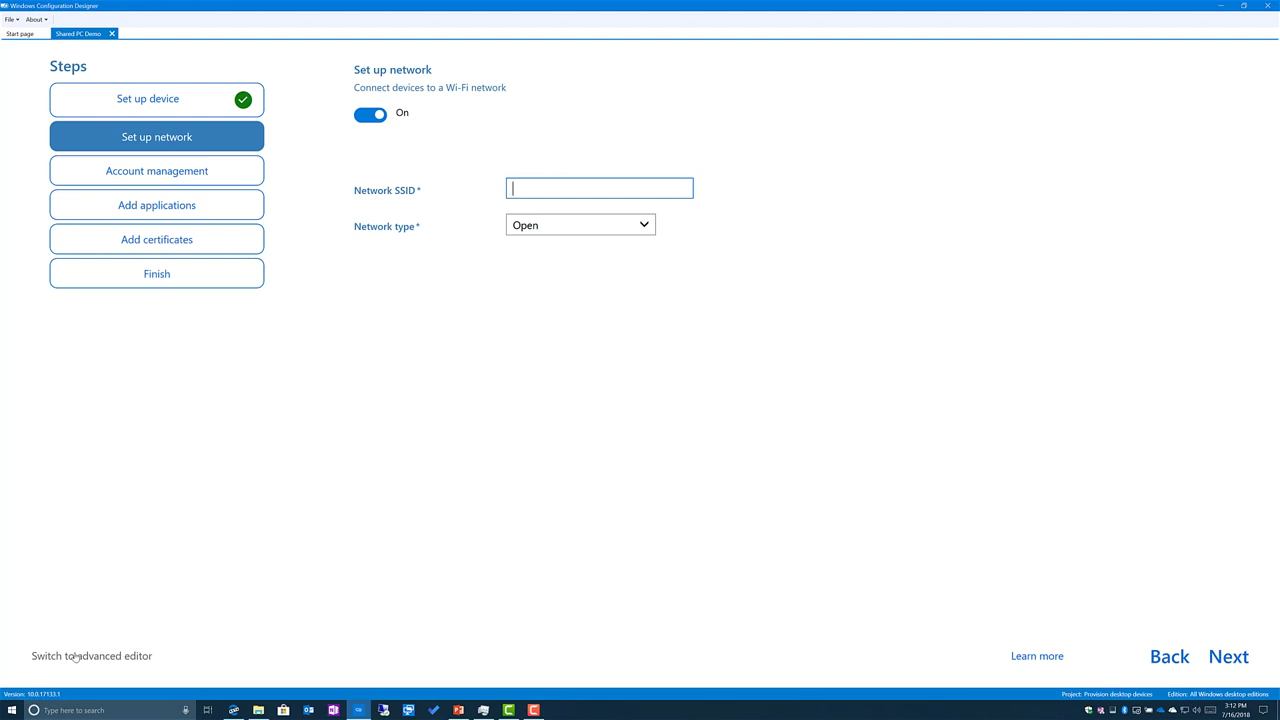 Windows Configuration Designer
File About
Start page Shared PC Demo
Steps
Set up device
Set up network
Account management
Add applications
Add certificates
Finish
Set up network
Connect devices to a Wi-Fi network
On
Network SSID*
Network type* Open
Switch to advanced editor
Learn more Back Next
Version: 10.0.17133.1 Project: Provision desktop devices Edition: All Windows desktop editions
Type here to search
3:12 PM
7/16/2018